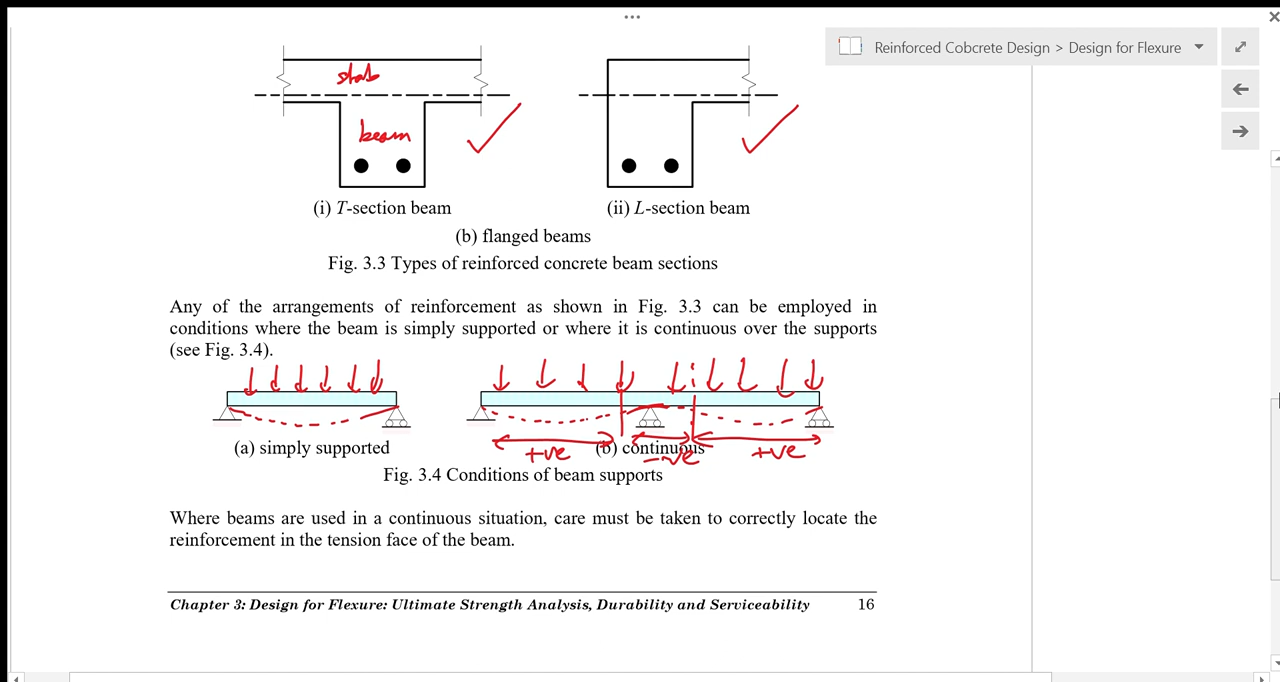 Reinforced Cobcrete Design > Design for Flexure
slab
beam
(i) T-section beam
(ii) L-section beam
(b) flanged beams
Fig. 3.3 Types of reinforced concrete beam sections
Any of the arrangements of reinforcement as shown in Fig. 3.3 can be employed in
conditions where the beam is simply supported or where it is continuous over the supports
(see Fig. 3.4).
(a) simply supported
(b) continuous
+ve
-ve
+ve
Fig. 3.4 Conditions of beam supports
Where beams are used in a continuous situation, care must be taken to correctly locate the
reinforcement in the tension face of the beam.
Chapter 3: Design for Flexure: Ultimate Strength Analysis, Durability and Serviceability 16